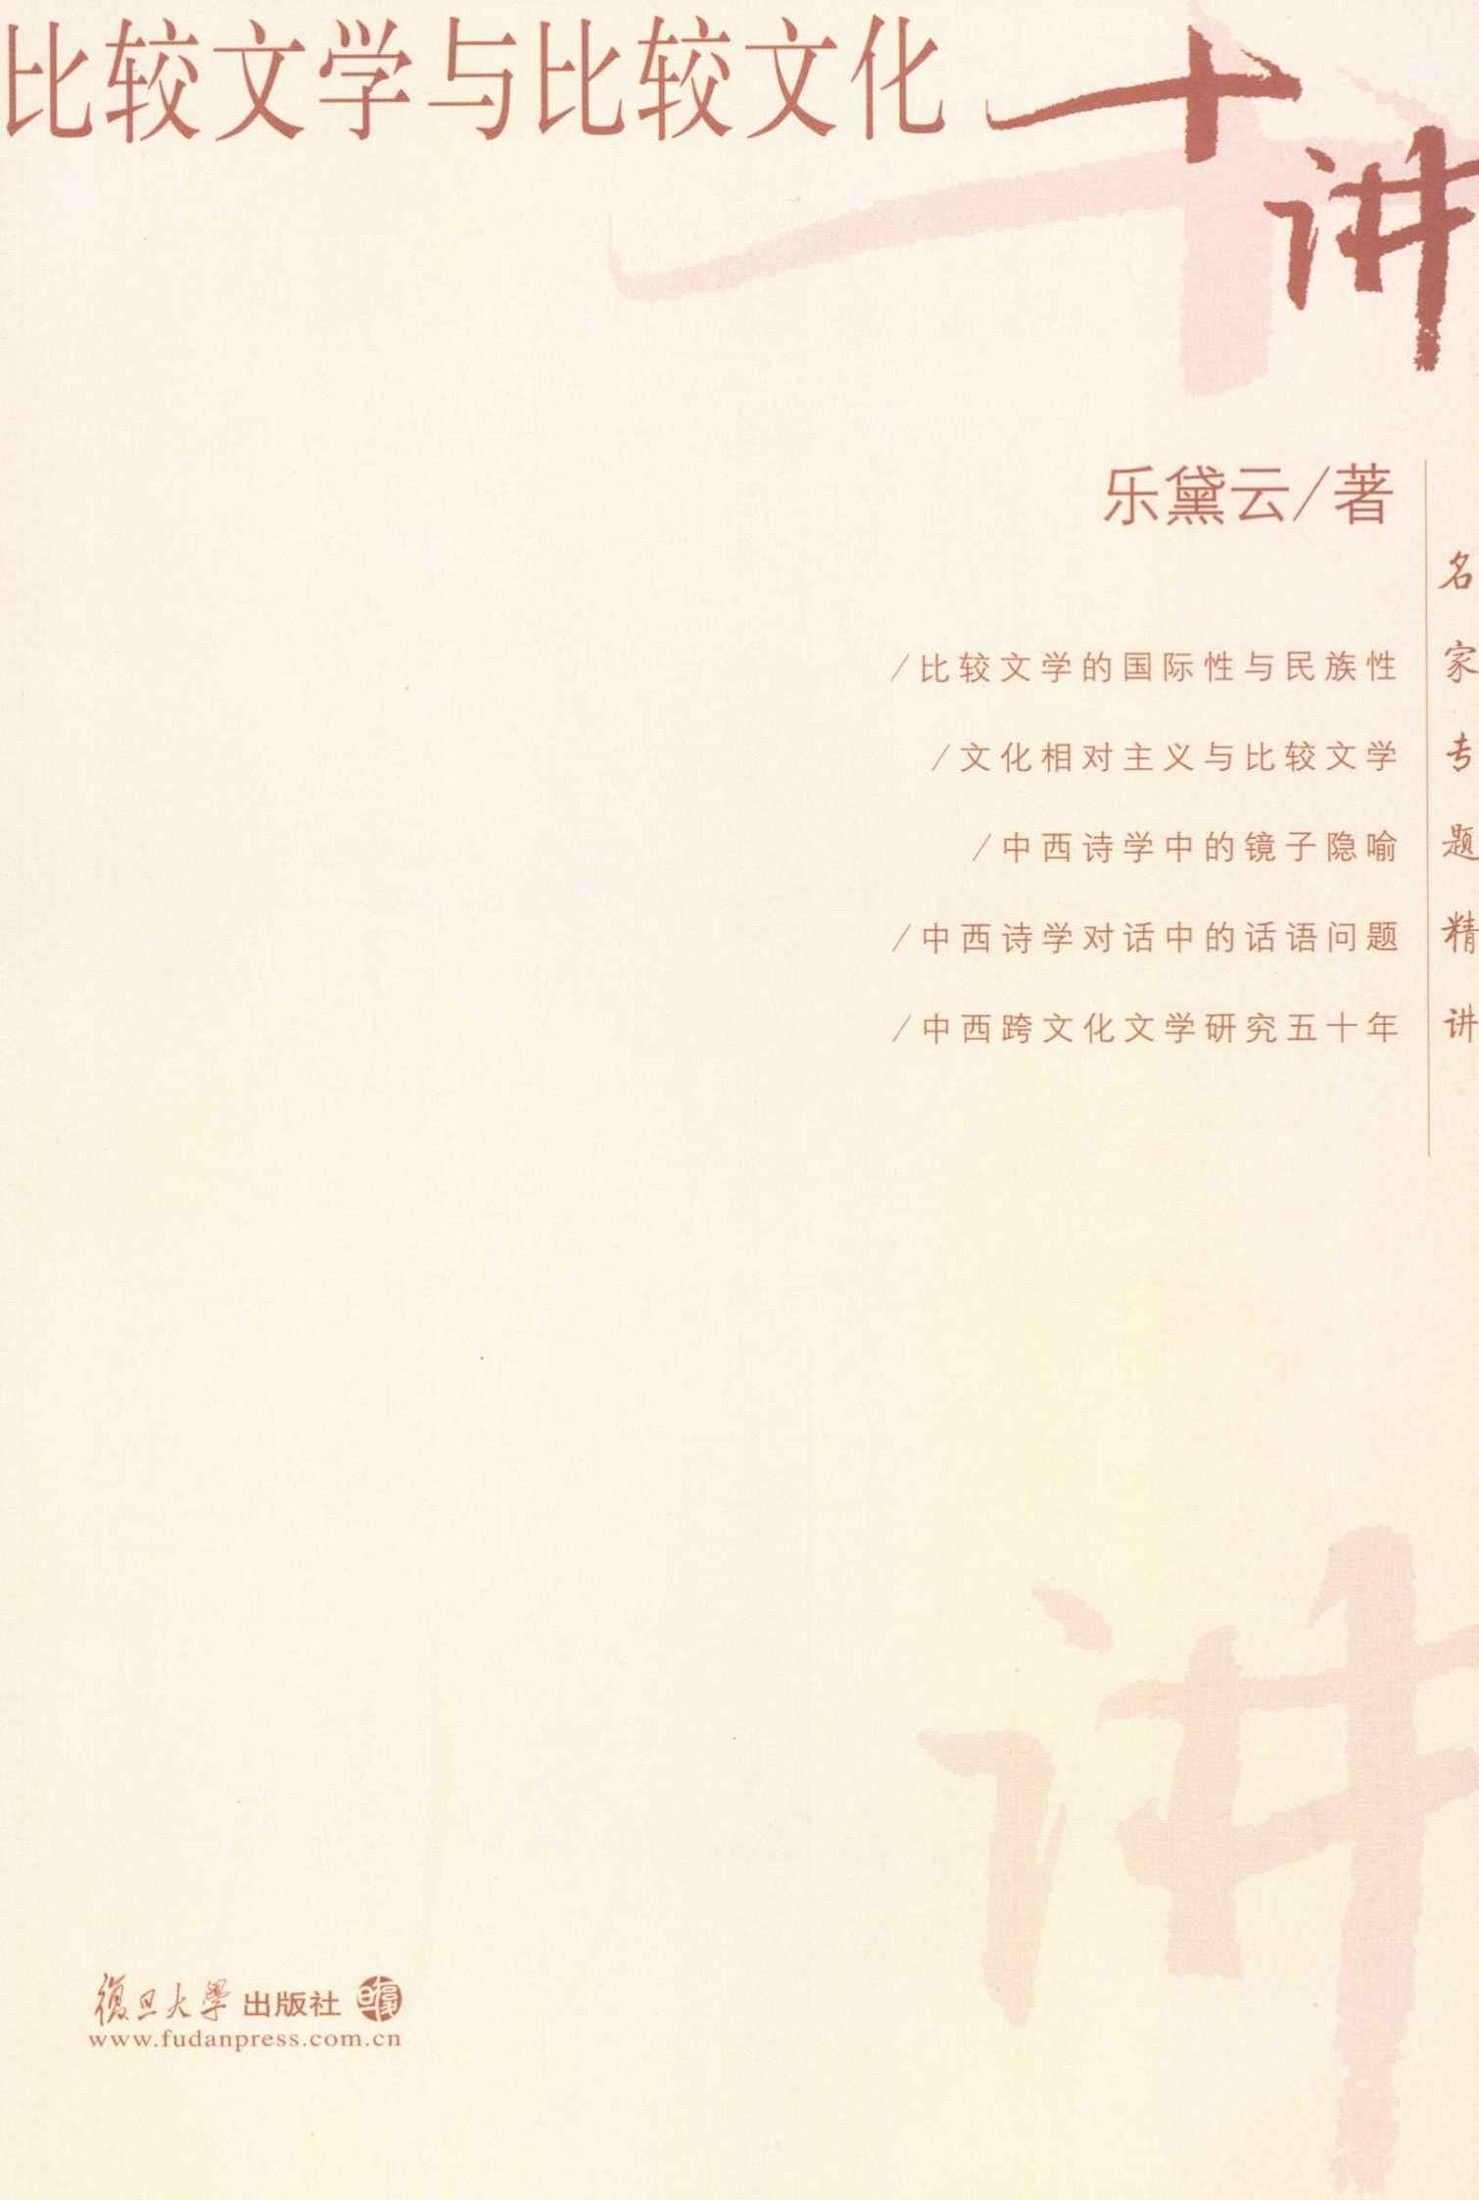 比较文学与比较文化十讲
乐黛云/著
/比较文学的国际性与民族性
/文化相对主义与比较文学
/中西诗学中的镜子隐喻
/中西诗学对话中的话语问题
/中西跨文化文学研究五十年
名家专题精讲
讲
復旦大學出版社
www.fudanpress.com.cn